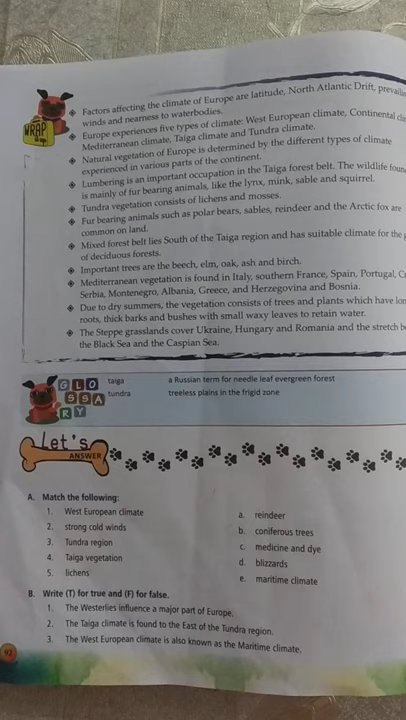 WRAP
up
❖ Factors affecting the climate of Europe are latitude, North Atlantic Drift,
winds and nearness to waterbodies.
❖ Europe experiences five types of climate: West European climate, Continental
Mediterranean climate, Taiga climate and Tundra climate.
❖ Natural vegetation of Europe is determined by the different types of climate
experienced in various parts of the continent.
❖ Lumbering is an important occupation in the Taiga forest belt. The wildlife
is mainly of fur bearing animals, like the lynx, mink, sable and squirrel.
❖ Tundra vegetation consists of lichens and mosses.
❖ Fur bearing animals such as polar bears, sables, reindeer and the Arctic fox are
common on land.
❖ Mixed forest belt lies South of the Taiga region and has suitable climate for the
of deciduous forests.
❖ Important trees are the beech, elm, oak, ash and birch.
❖ Mediterranean vegetation is found in Italy, southern France, Spain, Portugal,
Serbia, Montenegro, Albania, Greece, and Herzegovina and Bosnia.
❖ Due to dry summers, the vegetation consists of trees and plants which have
roots, thick barks and bushes with small waxy leaves to retain water.
❖ The Steppe grasslands cover Ukraine, Hungary and Romania and the stretch
the Black Sea and the Caspian Sea.
GLOSSARY
taiga a Russian term for needle leaf evergreen forest
tundra treeless plains in the frigid zone
Let's
ANSWER
A. Match the following:
1. West European climate a. reindeer
2. strong cold winds b. coniferous trees
3. Tundra region c. medicine and dye
4. Taiga vegetation d. blizzards
5. lichens e. maritime climate
B. Write (T) for true and (F) for false.
1. The Westerlies influence a major part of Europe.
2. The Taiga climate is found to the East of the Tundra region.
3. The West European climate is also known as the Maritime climate.
92